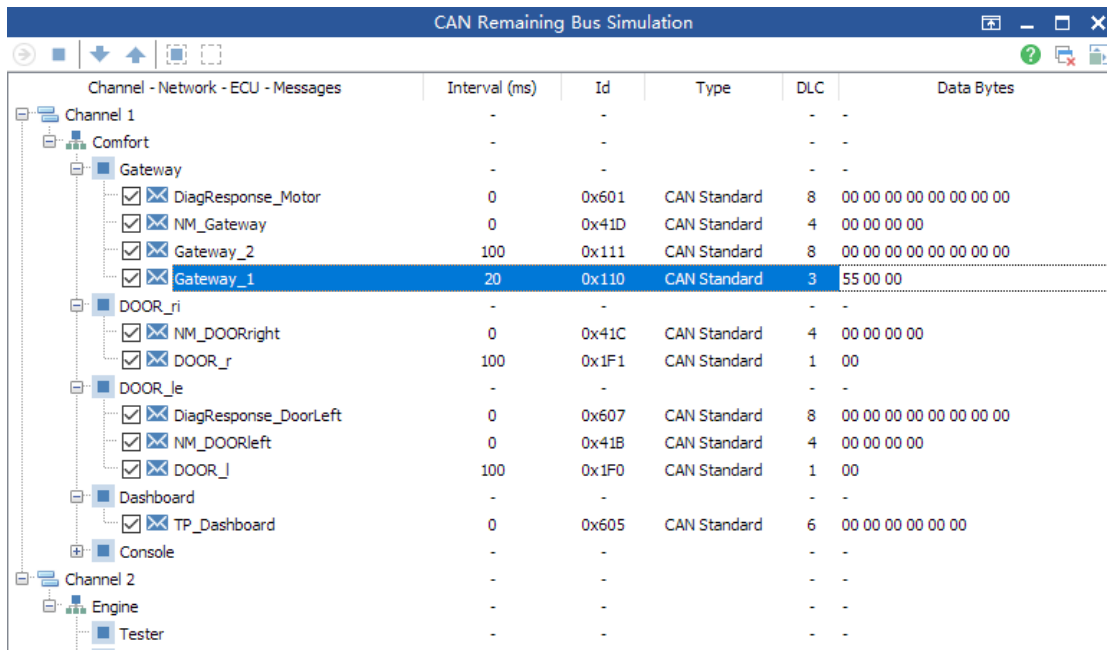 CAN Remaining Bus Simulation
Channel - Network - ECU - Messages Interval (ms) Id Type DLC Data Bytes
Channel 1 - - - -
Comfort - - - -
Gateway - - - -
DiagResponse_Motor 0 0x601 CAN Standard 8 00 00 00 00 00 00 00 00
NM_Gateway 0 0x41D CAN Standard 4 00 00 00 00
Gateway_2 100 0x111 CAN Standard 8 00 00 00 00 00 00 00 00
Gateway_1 20 0x110 CAN Standard 3 55 00 00
DOOR_ri - - - -
NM_DOORright 0 0x41C CAN Standard 4 00 00 00 00
DOOR_r 100 0x1F1 CAN Standard 1 00
DOOR_le - - - -
DiagResponse_DoorLeft 0 0x607 CAN Standard 8 00 00 00 00 00 00 00 00
NM_DOORleft 0 0x41B CAN Standard 4 00 00 00 00
DOOR_l 100 0x1F0 CAN Standard 1 00
Dashboard - - - -
TP_Dashboard 0 0x605 CAN Standard 6 00 00 00 00 00 00
Console - - - -
Channel 2 - - - -
Engine - - - -
Tester - - - -